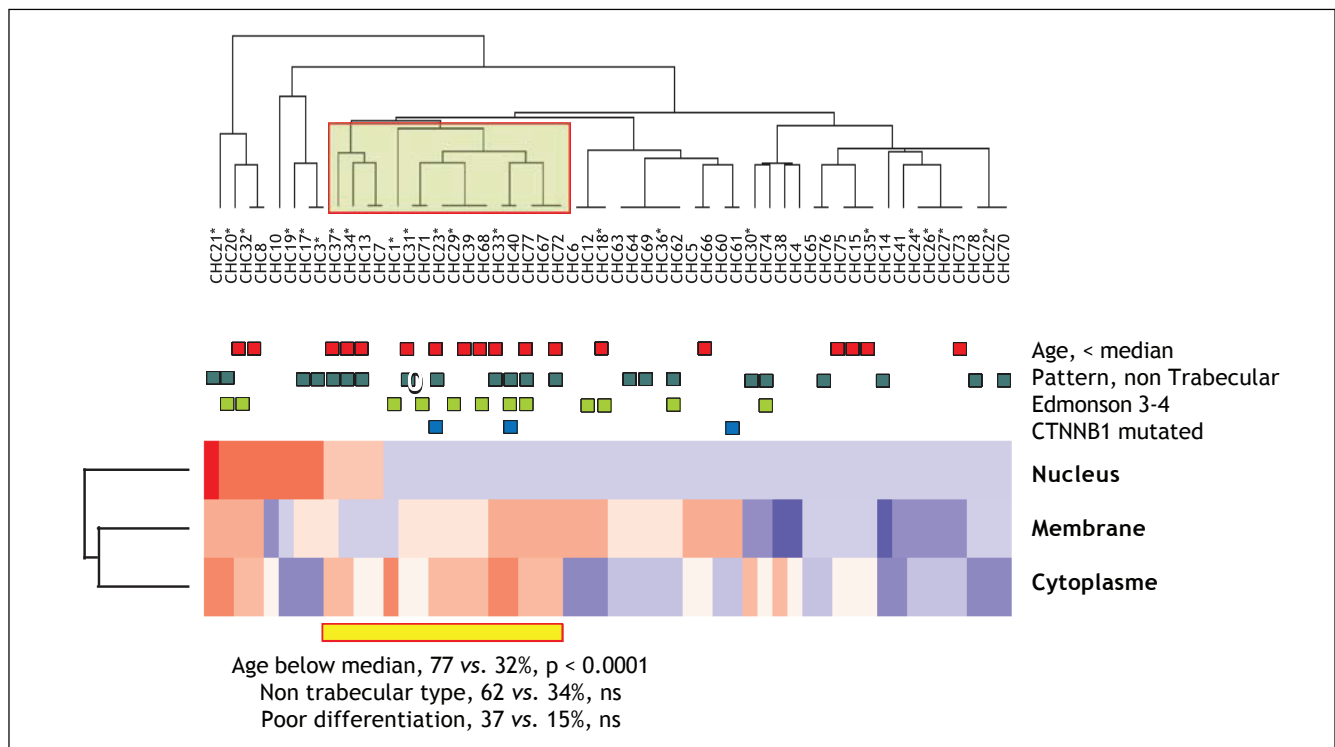 CHC21*
CHC20*
CHC32*
CHC8
CHC10
CHC19*
CHC17*
CHC3*
CHC37*
CHC34*
CHC13
CHC7
CHC1*
CHC31*
CHC71
CHC23*
CHC29*
CHC39
CHC68
CHC33*
CHC40
CHC77
CHC67
CHC72
CHC6
CHC12
CHC18*
CHC63
CHC64
CHC69
CHC36*
CHC62
CHC5
CHC66
CHC60
CHC61
CHC30*
CHC74
CHC38
CHC4
CHC65
CHC76
CHC75
CHC15
CHC35*
CHC14
CHC41
CHC24*
CHC26*
CHC27*
CHC73
CHC78
CHC22*
CHC70
Age, < median
Pattern, non Trabecular
Edmonson 3-4
CTNNB1 mutated
Nucleus
Membrane
Cytoplasme
Age below median, 77 vs. 32%, p < 0.0001
Non trabecular type, 62 vs. 34%, ns
Poor differentiation, 37 vs. 15%, ns